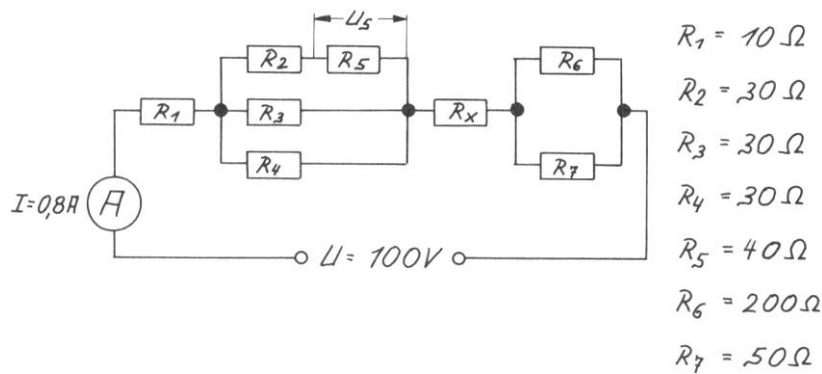 U5
R2
R5
R1
R3
R4
RX
R6
R7
A
I=0,8A
U= 100V
R1 = 10 Ω
R2 = 30 Ω
R3 = 30 Ω
R4 = 30 Ω
R5 = 40 Ω
R6 = 200 Ω
R7 = 50 Ω